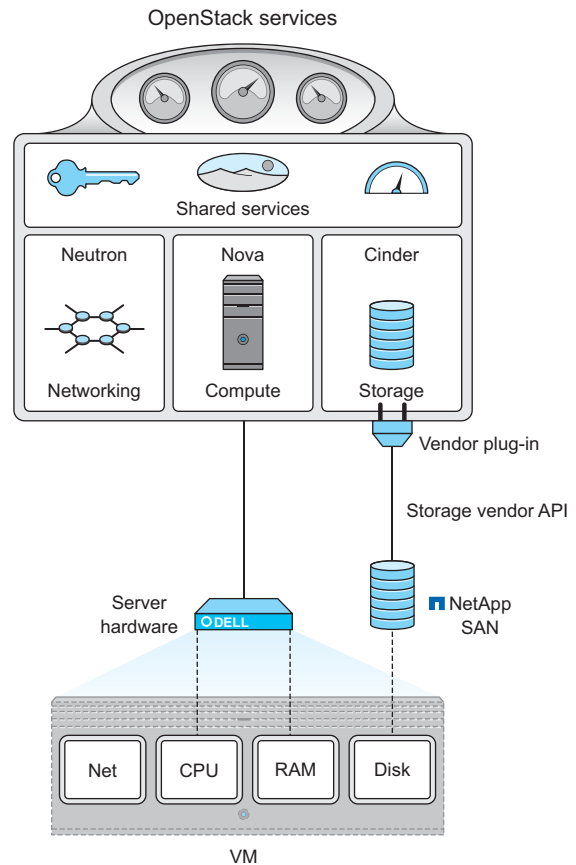 OpenStack services
Shared services
Neutron
Nova
Cinder
Networking
Compute
Storage
Vendor plug-in
Storage vendor API
Server
hardware
DELL
NetApp
SAN
Net
CPU
RAM
Disk
VM